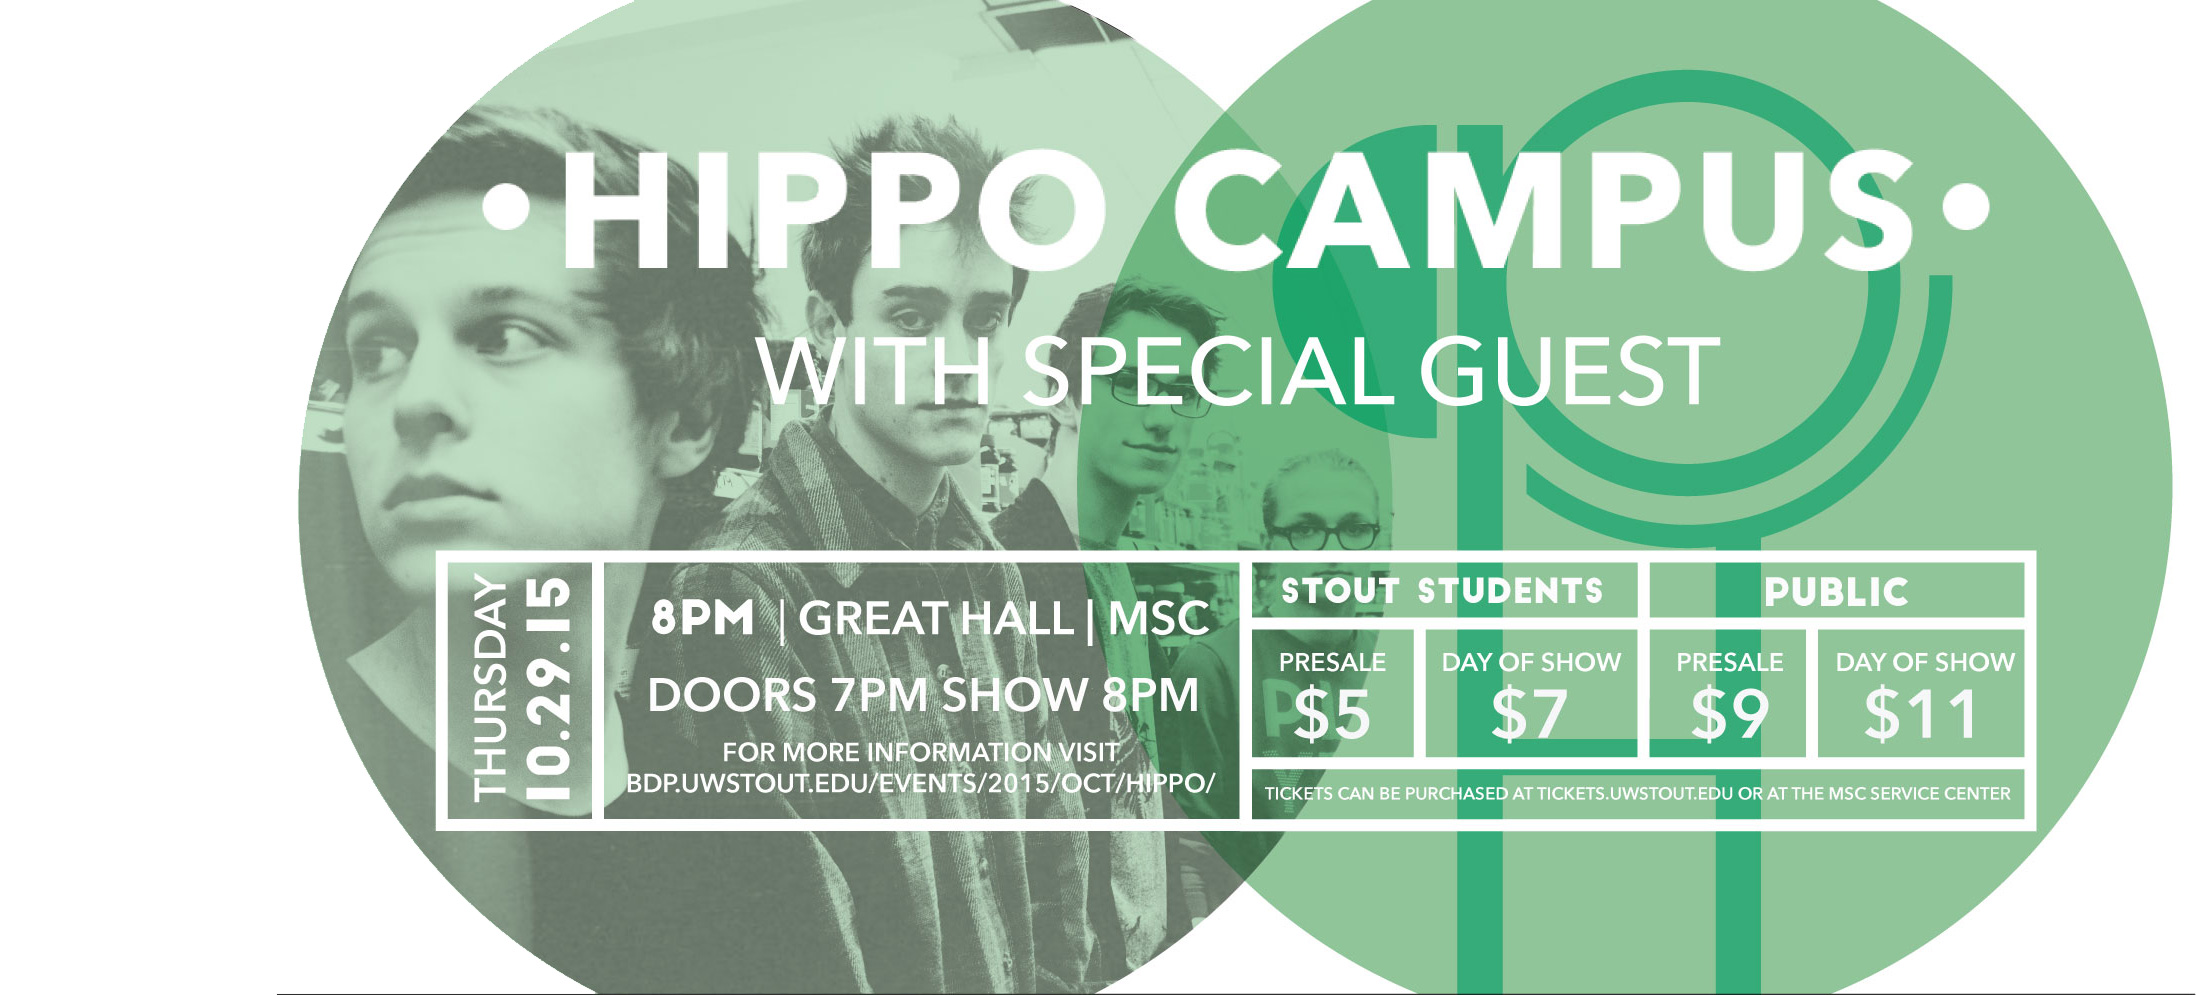 •HIPPO CAMPUS•
WITH SPECIAL GUEST
THURSDAY
10.29.15
8PM | GREAT HALL | MSC
DOORS 7PM SHOW 8PM
FOR MORE INFORMATION VISIT
BDP.UWSTOUT.EDU/EVENTS/2015/OCT/HIPPO/
STOUT STUDENTS
PUBLIC
PRESALE
$5
DAY OF SHOW
$7
PRESALE
$9
DAY OF SHOW
$11
TICKETS CAN BE PURCHASED AT TICKETS.UWSTOUT.EDU OR AT THE MSC SERVICE CENTER